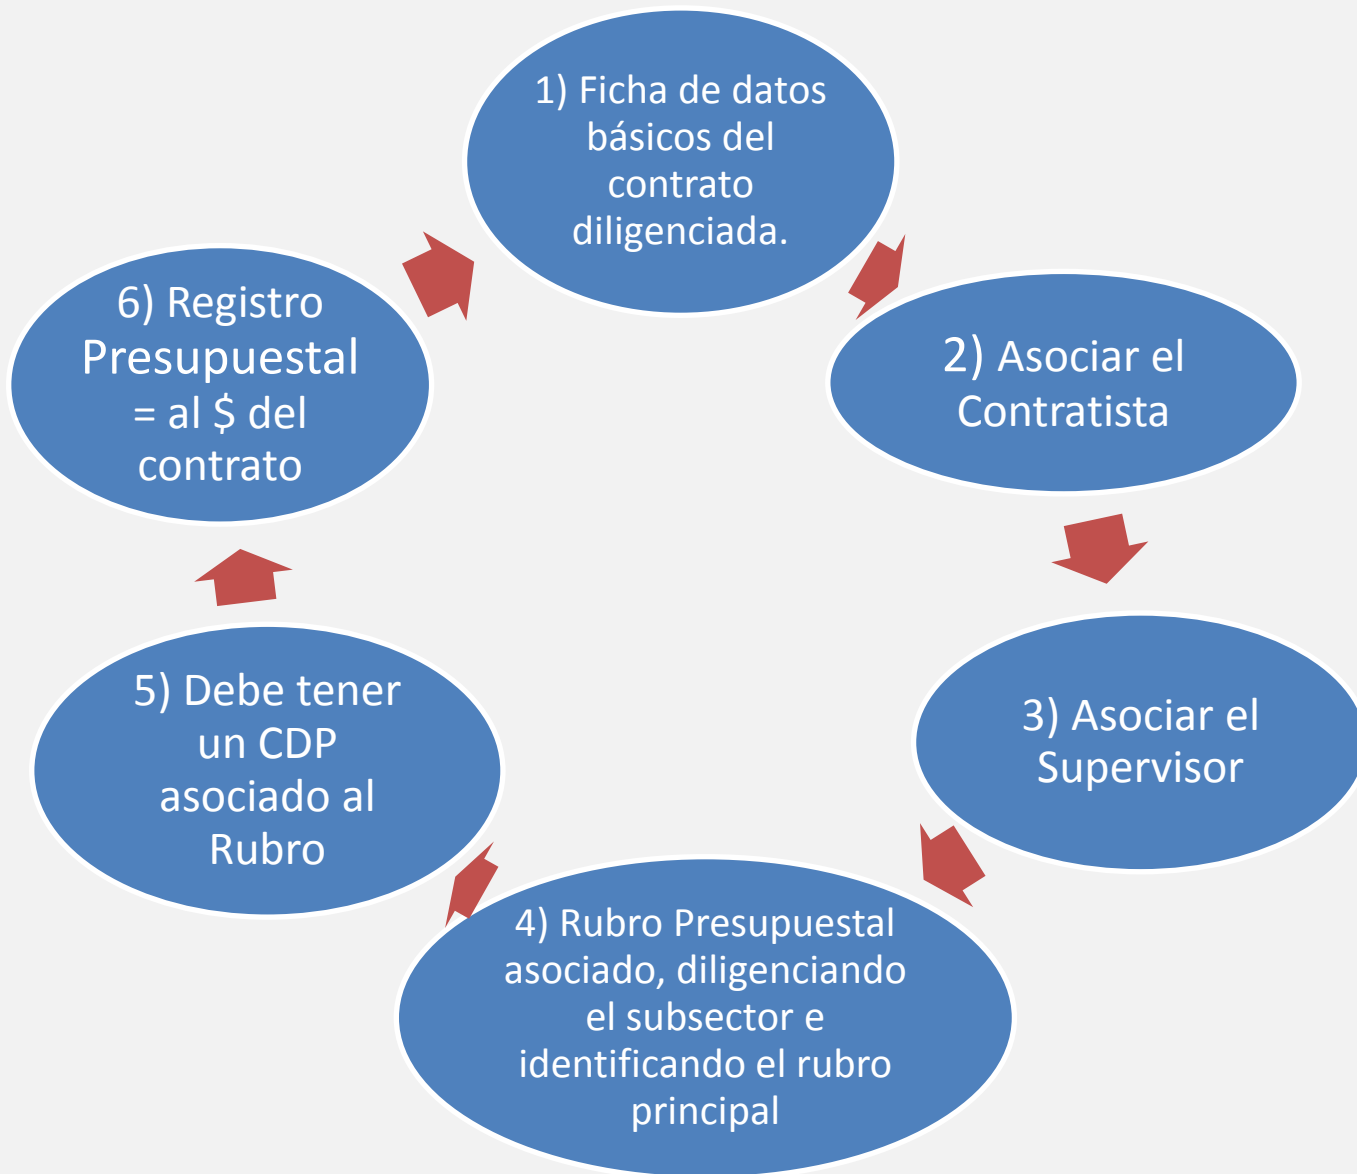 1) Ficha de datos
básicos del
contrato
diligenciada.
2) Asociar el
Contratista
3) Asociar el
Supervisor
4) Rubro Presupuestal
asociado, diligenciando
el subsector e
identificando el rubro
principal
5) Debe tener
un CDP
asociado al
Rubro
6) Registro
Presupuestal
= al $ del
contrato